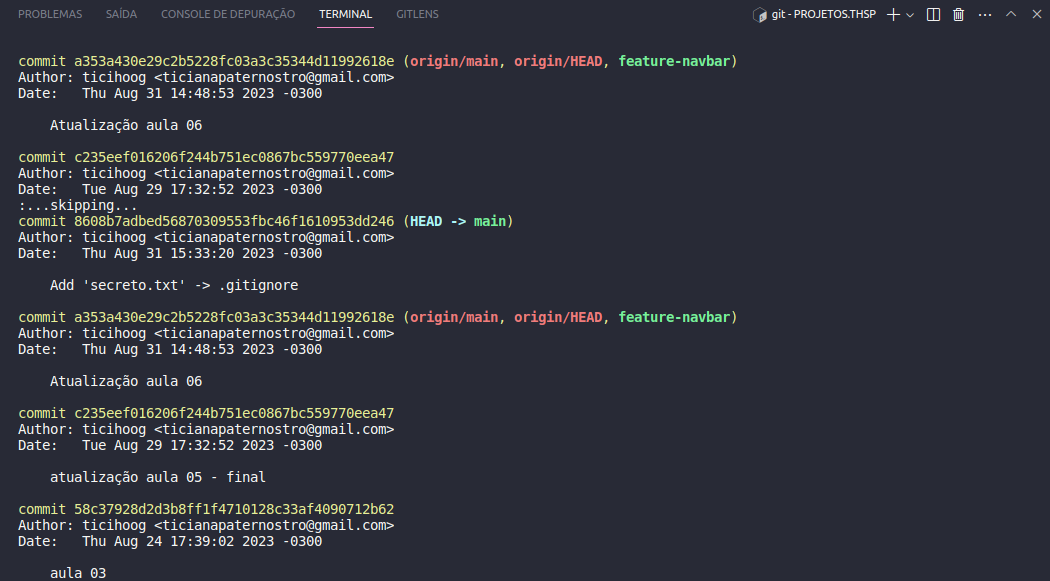 PROBLEMAS SAÍDA CONSOLE DE DEPURAÇÃO TERMINAL GITLENS git - PROJETOS.THSP
commit a353a430e29c2b5228fc03a3c35344d11992618e (origin/main, origin/HEAD, feature-navbar)
Author: ticihoog <ticianapaternostro@gmail.com>
Date:   Thu Aug 31 14:48:53 2023 -0300
    Atualização aula 06
commit c235eef016206f244b751ec0867bc559770eea47
Author: ticihoog <ticianapaternostro@gmail.com>
Date:   Tue Aug 29 17:32:52 2023 -0300
:...skipping...
commit 8608b7adbed56870309553fbc46f1610953dd246 (HEAD -> main)
Author: ticihoog <ticianapaternostro@gmail.com>
Date:   Thu Aug 31 15:33:20 2023 -0300
    Add 'secreto.txt' -> .gitignore
commit a353a430e29c2b5228fc03a3c35344d11992618e (origin/main, origin/HEAD, feature-navbar)
Author: ticihoog <ticianapaternostro@gmail.com>
Date:   Thu Aug 31 14:48:53 2023 -0300
    Atualização aula 06
commit c235eef016206f244b751ec0867bc559770eea47
Author: ticihoog <ticianapaternostro@gmail.com>
Date:   Tue Aug 29 17:32:52 2023 -0300
    atualização aula 05 - final
commit 58c37928d2d3b8ff1f4710128c33af4090712b62
Author: ticihoog <ticianapaternostro@gmail.com>
Date:   Thu Aug 24 17:39:02 2023 -0300
    aula 03